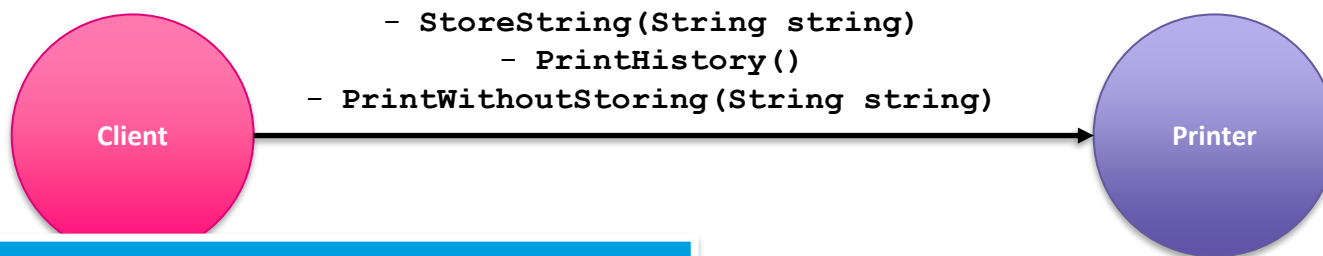 - StoreString(String string)
- PrintHistory()
- PrintWithoutStoring(String string)
Client
Printer